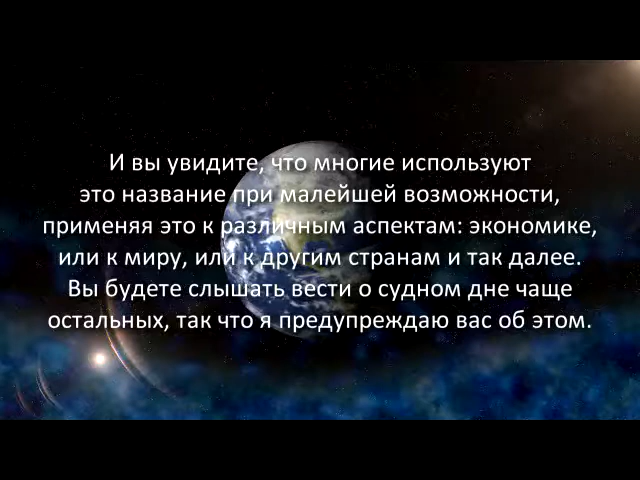 И вы увидите, что многие используют
это название при малейшей возможности,
применяя это к различным аспектам: экономике,
или к миру, или к другим странам и так далее.
Вы будете слышать вести о судном дне чаще
остальных, так что я предупреждаю вас об этом.